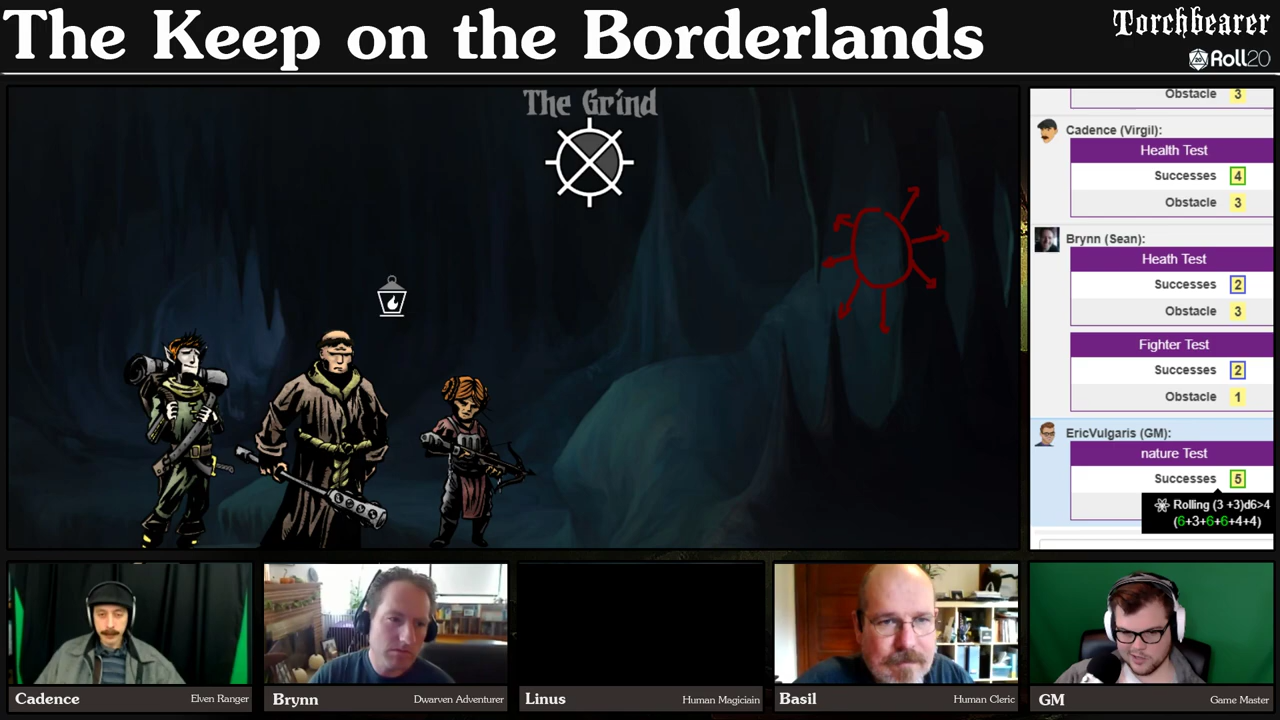 The Keep on the Borderlands
Torchbearer
Roll20
The Grind
Obstacle 3
Cadence (Virgil):
Health Test
Successes 4
Obstacle 3
Brynn (Sean):
Heath Test
Successes 2
Obstacle 3
Fighter Test
Successes 2
Obstacle 1
EricVulgaris (GM):
nature Test
Successes 5
Rolling (3 +3)d6>4
(6+3+6+6+4+4)
Cadence Elven Ranger
Brynn Dwarven Adventurer
Linus Human Magiciain
Basil Human Cleric
GM Game Master